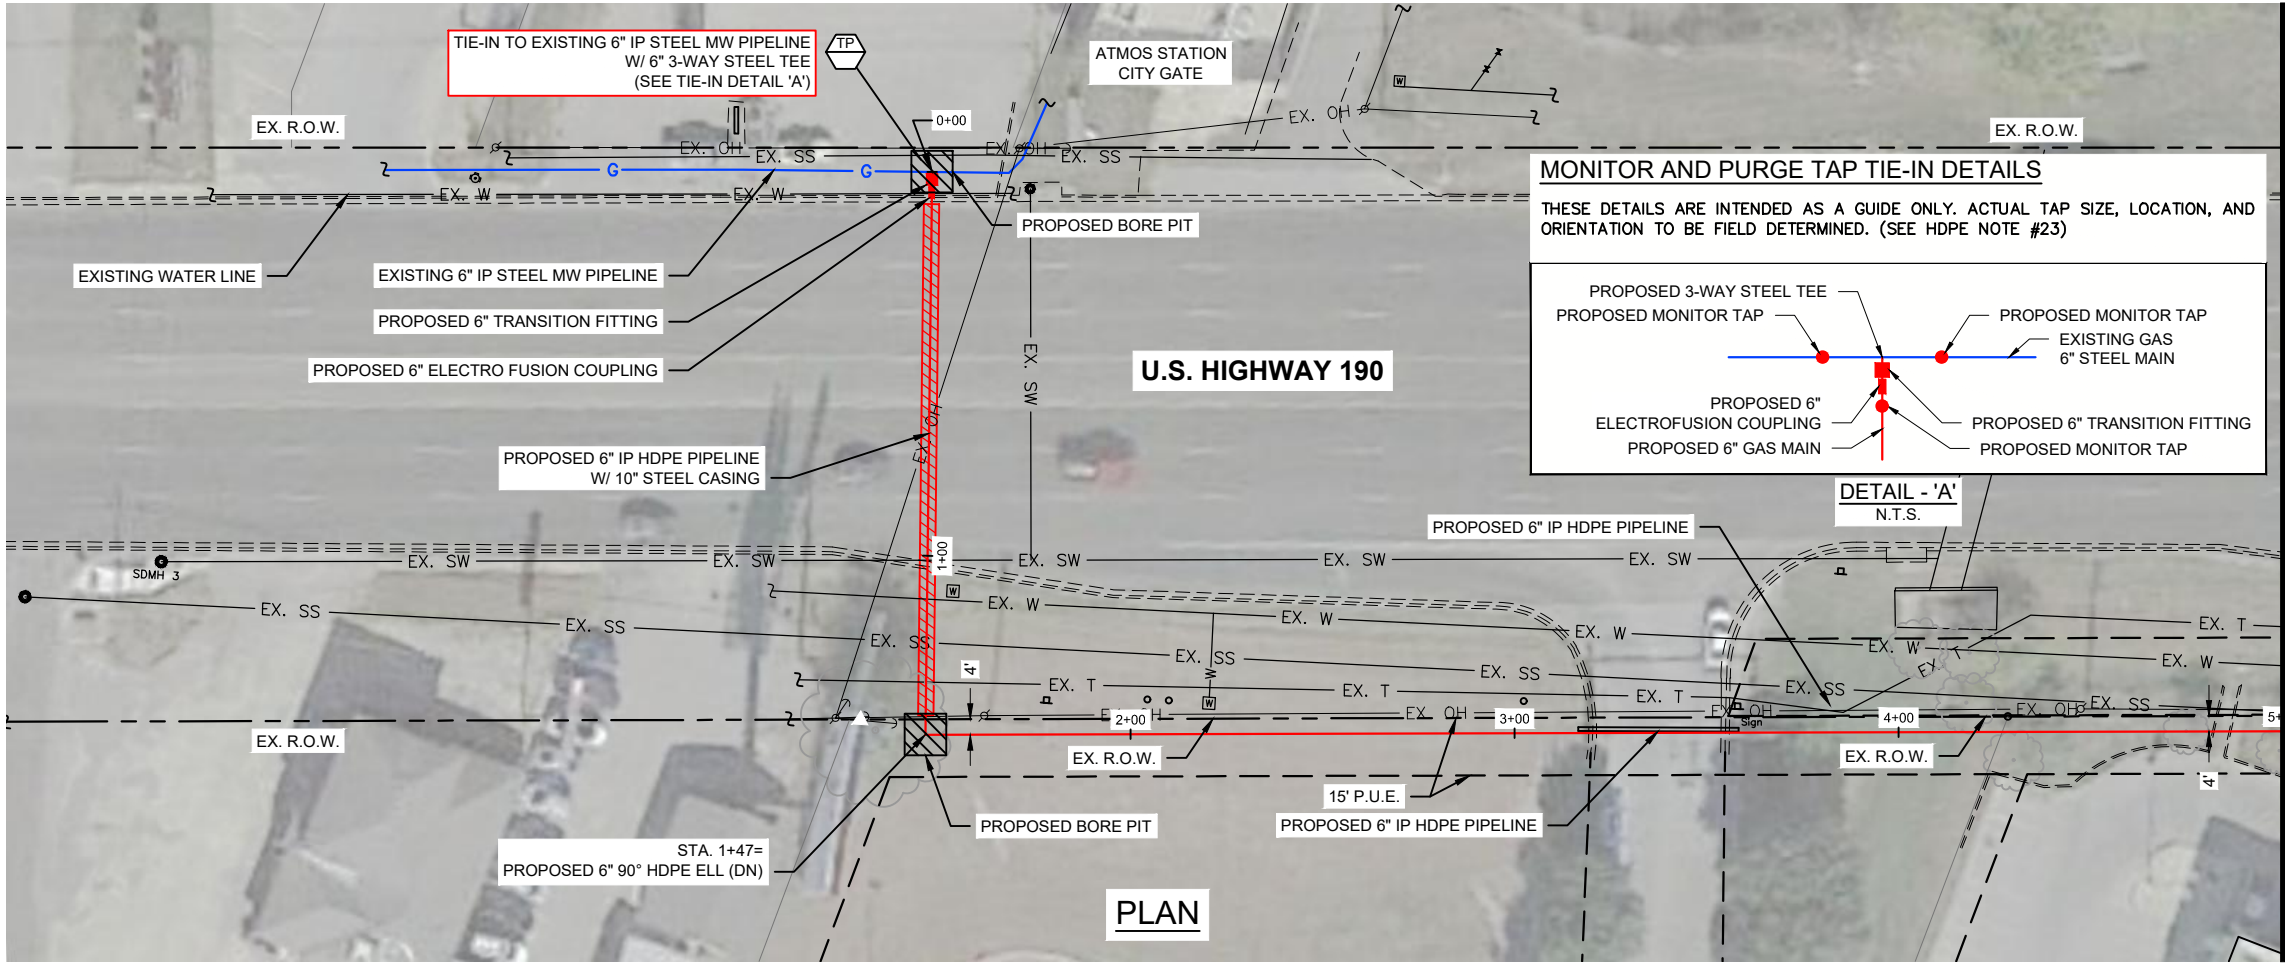 TIE-IN TO EXISTING 6" IP STEEL MW PIPELINE
W/ 6" 3-WAY STEEL TEE
(SEE TIE-IN DETAIL 'A')
TP
ATMOS STATION
CITY GATE
EX. R.O.W.
0+00
EX. OH
EX. SS
EX. OH
EX. SS
EX. OH
W
EX. R.O.W.
G
G
EX. W
EX. W
PROPOSED BORE PIT
EXISTING WATER LINE
EXISTING 6" IP STEEL MW PIPELINE
PROPOSED 6" TRANSITION FITTING
PROPOSED 6" ELECTRO FUSION COUPLING
EX. SW
U.S. HIGHWAY 190
EX. OH
PROPOSED 6" IP HDPE PIPELINE
W/ 10" STEEL CASING
MONITOR AND PURGE TAP TIE-IN DETAILS
THESE DETAILS ARE INTENDED AS A GUIDE ONLY. ACTUAL TAP SIZE, LOCATION, AND
ORIENTATION TO BE FIELD DETERMINED. (SEE HDPE NOTE #23)
PROPOSED 3-WAY STEEL TEE
PROPOSED MONITOR TAP
PROPOSED MONITOR TAP
EXISTING GAS
6" STEEL MAIN
PROPOSED 6"
ELECTROFUSION COUPLING
PROPOSED 6" TRANSITION FITTING
PROPOSED 6" GAS MAIN
PROPOSED MONITOR TAP
DETAIL - 'A'
N.T.S.
PROPOSED 6" IP HDPE PIPELINE
1+00
SDMH 3
EX. SW
EX. SW
EX. SW
EX. SW
EX. SW
EX. SS
EX. SS
EX. SS
EX. SS
EX. SS
EX. SS
EX. SS
W
EX. W
EX. W
EX. W
EX. W
EX. W
W
W
EX. T
EX. T
EX. T
EX. T
EX. T
4'
EX. OH
EX. OH
EX. OH
EX. OH
Sign
2+00
3+00
4+00
5+
EX. R.O.W.
EX. R.O.W.
EX. R.O.W.
4'
15' P.U.E.
PROPOSED BORE PIT
PROPOSED 6" IP HDPE PIPELINE
STA. 1+47=
PROPOSED 6" 90° HDPE ELL (DN)
PLAN